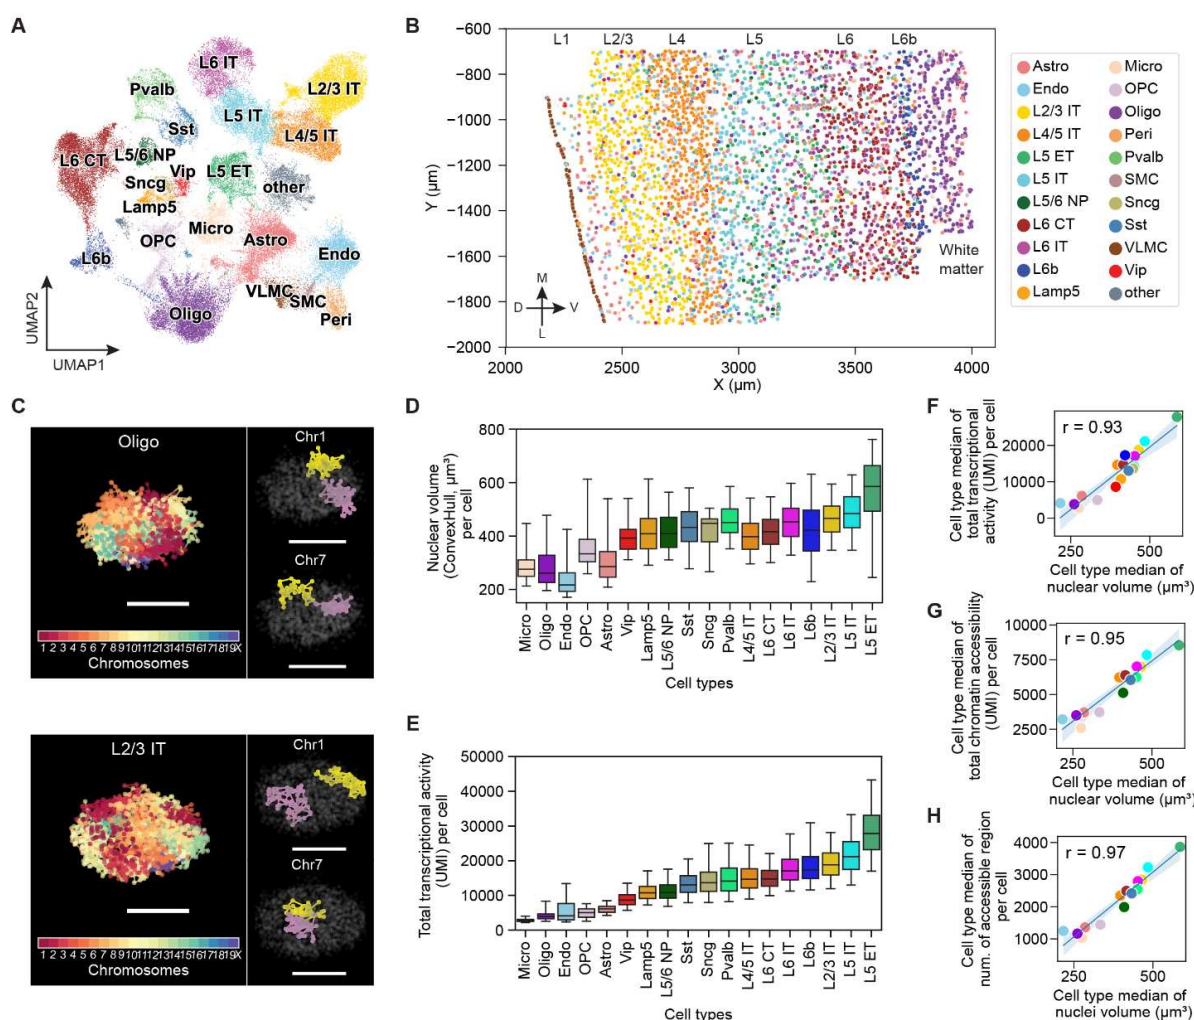 A
L6 IT
L2/3 IT
Pvalb
L5 IT
Sst
L4/5 IT
L6 CT
L5/6 NP
L5 ET
Vip
Sncg
other
Lamp5
Micro
OPC
Astro
L6b
Endo
VLMC
SMC
Oligo
Peri
UMAP2
UMAP1
B
L1 L2/3 L4 L5 L6 L6b
−600
−800
−1000
−1200
−1400
−1600
−1800
−2000
Y (µm)
White
matter
M
D V
L
2000 2500 3000 3500 4000
X (µm)
Astro
Endo
L2/3 IT
L4/5 IT
L5 ET
L5 IT
L5/6 NP
L6 CT
L6 IT
L6b
Lamp5
Micro
OPC
Oligo
Peri
Pvalb
SMC
Sncg
Sst
VLMC
Vip
other
C
Oligo
Chr1
Chr7
1 2 3 4 5 6 7 8 9 10 11 12 13 14 15 16 17 18 19 X
Chromosomes
L2/3 IT
Chr1
Chr7
1 2 3 4 5 6 7 8 9 10 11 12 13 14 15 16 17 18 19 X
Chromosomes
D
Nuclear volume
(ConvexHull, µm³)
per cell
800
600
400
200
Micro
Oligo
Endo
OPC
Astro
Vip
Lamp5
L5/6 NP
Sst
Sncg
Pvalb
L4/5 IT
L6 CT
L6 IT
L6b
L2/3 IT
L5 IT
L5 ET
Cell types
E
Total transcriptional activity
(UMI) per cell
50000
40000
30000
20000
10000
0
Micro
Oligo
Endo
OPC
Astro
Vip
Lamp5
L5/6 NP
Sst
Sncg
Pvalb
L4/5 IT
L6 CT
L6 IT
L6b
L2/3 IT
L5 IT
L5 ET
Cell types
F
Cell type median of
total transcriptional
activity (UMI) per cell
r = 0.93
20000
10000
0
250 500
Cell type median of
nuclear volume (µm³)
G
Cell type median of
total chromatin accessibility
(UMI) per cell
r = 0.95
10000
7500
5000
2500
250 500
Cell type median of
nuclear volume (µm³)
H
Cell type median of
num. of accessible region
per cell
r = 0.97
4000
3000
2000
1000
250 500
Cell type median of
nuclei volume (µm³)